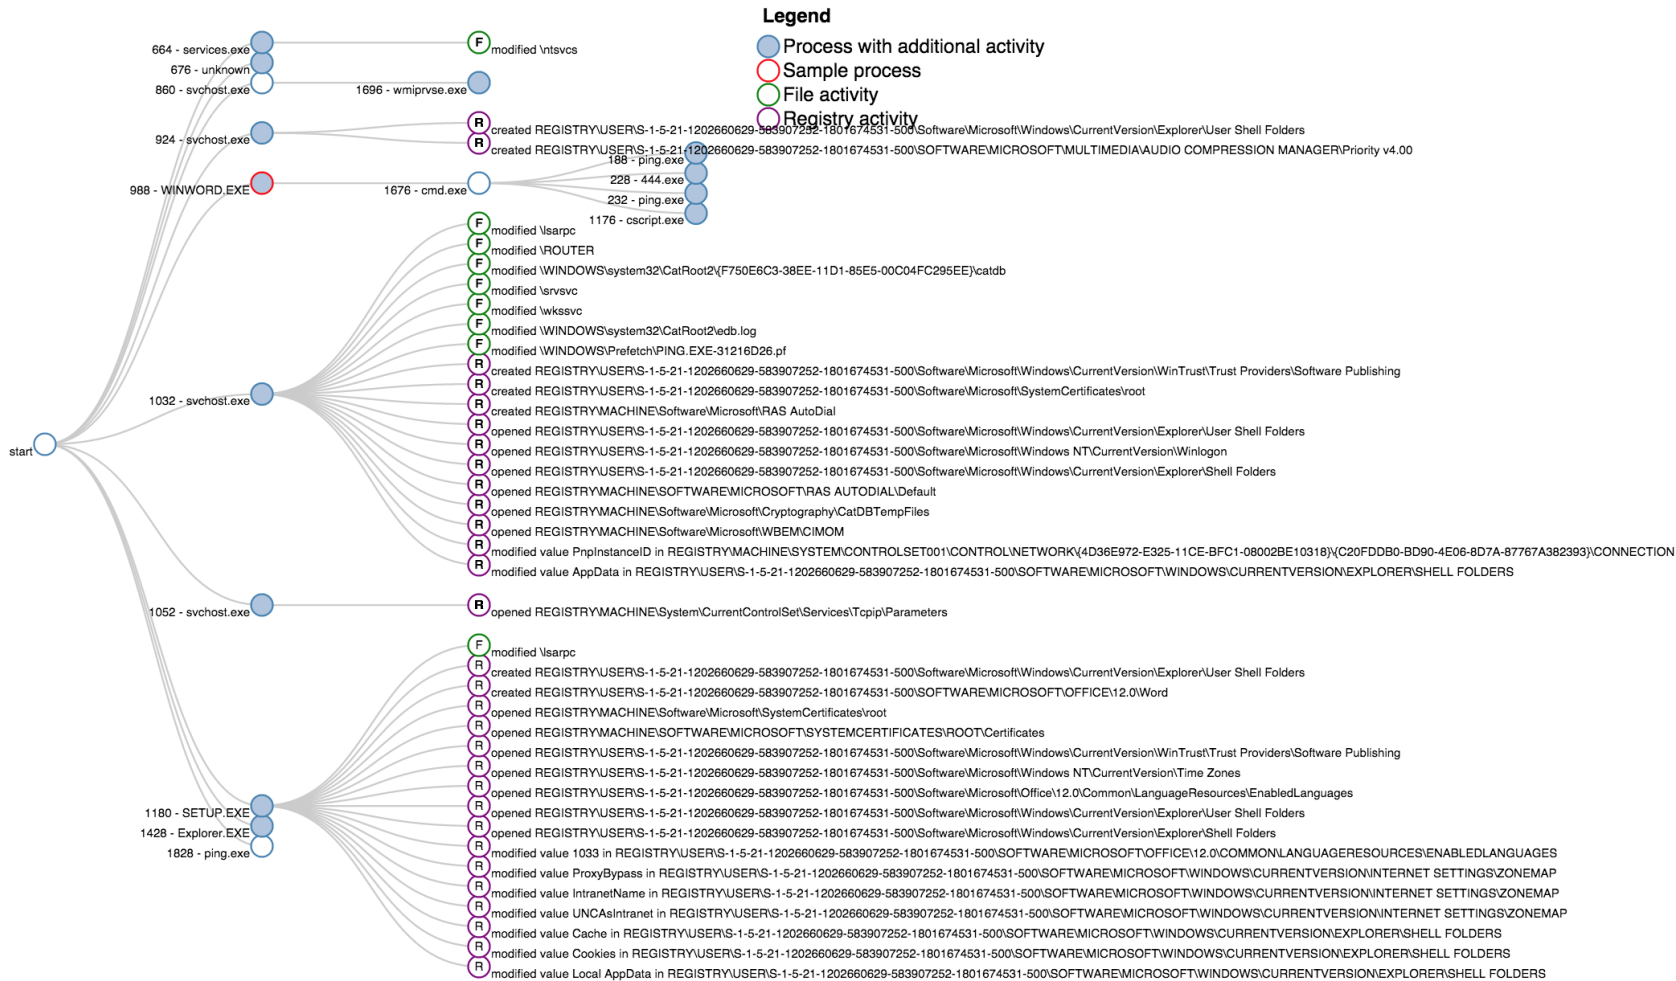 Legend
Process with additional activity
Sample process
File activity
Registry activity
start
664 - services.exe
F modified \ntsvcs
676 - unknown
860 - svchost.exe
1696 - wmiprvse.exe
924 - svchost.exe
R created REGISTRY\USER\S-1-5-21-1202660629-583907252-1801674531-500\Software\Microsoft\Windows\CurrentVersion\Explorer\User Shell Folders
R created REGISTRY\USER\S-1-5-21-1202660629-583907252-1801674531-500\SOFTWARE\MICROSOFT\MULTIMEDIA\AUDIO COMPRESSION MANAGER\Priority v4.00
988 - WINWORD.EXE
1676 - cmd.exe
188 - ping.exe
228 - 444.exe
232 - ping.exe
1176 - cscript.exe
1032 - svchost.exe
F modified \lsarpc
F modified \ROUTER
F modified \WINDOWS\system32\CatRoot2\{F750E6C3-38EE-11D1-85E5-00C04FC295EE}\catdb
F modified \srvsvc
F modified \wkssvc
F modified \WINDOWS\system32\CatRoot2\edb.log
F modified \WINDOWS\Prefetch\PING.EXE-31216D26.pf
R created REGISTRY\USER\S-1-5-21-1202660629-583907252-1801674531-500\Software\Microsoft\Windows\CurrentVersion\WinTrust\Trust Providers\Software Publishing
R created REGISTRY\USER\S-1-5-21-1202660629-583907252-1801674531-500\Software\Microsoft\SystemCertificates\root
R created REGISTRY\MACHINE\Software\Microsoft\RAS AutoDial
R opened REGISTRY\USER\S-1-5-21-1202660629-583907252-1801674531-500\Software\Microsoft\Windows\CurrentVersion\Explorer\User Shell Folders
R opened REGISTRY\USER\S-1-5-21-1202660629-583907252-1801674531-500\Software\Microsoft\Windows NT\CurrentVersion\Winlogon
R opened REGISTRY\USER\S-1-5-21-1202660629-583907252-1801674531-500\Software\Microsoft\Windows\CurrentVersion\Explorer\Shell Folders
R opened REGISTRY\MACHINE\SOFTWARE\MICROSOFT\RAS AUTODIAL\Default
R opened REGISTRY\MACHINE\Software\Microsoft\Cryptography\CatDBTempFiles
R opened REGISTRY\MACHINE\Software\Microsoft\WBEM\CIMOM
R modified value PnpInstanceID in REGISTRY\MACHINE\SYSTEM\CONTROLSET001\CONTROL\NETWORK\{4D36E972-E325-11CE-BFC1-08002BE10318}\{C20FDDB0-BD90-4E06-8D7A-87767A382393}\CONNECTION
R modified value AppData in REGISTRY\USER\S-1-5-21-1202660629-583907252-1801674531-500\SOFTWARE\MICROSOFT\WINDOWS\CURRENTVERSION\EXPLORER\SHELL FOLDERS
1052 - svchost.exe
R opened REGISTRY\MACHINE\System\CurrentControlSet\Services\Tcpip\Parameters
1180 - SETUP.EXE
1428 - Explorer.EXE
1828 - ping.exe
F modified \lsarpc
R created REGISTRY\USER\S-1-5-21-1202660629-583907252-1801674531-500\Software\Microsoft\Windows\CurrentVersion\Explorer\User Shell Folders
R created REGISTRY\USER\S-1-5-21-1202660629-583907252-1801674531-500\SOFTWARE\MICROSOFT\OFFICE\12.0\Word
R opened REGISTRY\MACHINE\Software\Microsoft\SystemCertificates\root
R opened REGISTRY\MACHINE\SOFTWARE\MICROSOFT\SYSTEMCERTIFICATES\ROOT\Certificates
R opened REGISTRY\USER\S-1-5-21-1202660629-583907252-1801674531-500\Software\Microsoft\Windows\CurrentVersion\WinTrust\Trust Providers\Software Publishing
R opened REGISTRY\USER\S-1-5-21-1202660629-583907252-1801674531-500\Software\Microsoft\Windows NT\CurrentVersion\Time Zones
R opened REGISTRY\USER\S-1-5-21-1202660629-583907252-1801674531-500\Software\Microsoft\Office\12.0\Common\LanguageResources\EnabledLanguages
R opened REGISTRY\USER\S-1-5-21-1202660629-583907252-1801674531-500\Software\Microsoft\Windows\CurrentVersion\Explorer\User Shell Folders
R opened REGISTRY\USER\S-1-5-21-1202660629-583907252-1801674531-500\Software\Microsoft\Windows\CurrentVersion\Explorer\Shell Folders
R modified value 1033 in REGISTRY\USER\S-1-5-21-1202660629-583907252-1801674531-500\SOFTWARE\MICROSOFT\OFFICE\12.0\COMMON\LANGUAGERESOURCES\ENABLEDLANGUAGES
R modified value ProxyBypass in REGISTRY\USER\S-1-5-21-1202660629-583907252-1801674531-500\SOFTWARE\MICROSOFT\WINDOWS\CURRENTVERSION\INTERNET SETTINGS\ZONEMAP
R modified value IntranetName in REGISTRY\USER\S-1-5-21-1202660629-583907252-1801674531-500\SOFTWARE\MICROSOFT\WINDOWS\CURRENTVERSION\INTERNET SETTINGS\ZONEMAP
R modified value UNCAsIntranet in REGISTRY\USER\S-1-5-21-1202660629-583907252-1801674531-500\SOFTWARE\MICROSOFT\WINDOWS\CURRENTVERSION\INTERNET SETTINGS\ZONEMAP
R modified value Cache in REGISTRY\USER\S-1-5-21-1202660629-583907252-1801674531-500\SOFTWARE\MICROSOFT\WINDOWS\CURRENTVERSION\EXPLORER\SHELL FOLDERS
R modified value Cookies in REGISTRY\USER\S-1-5-21-1202660629-583907252-1801674531-500\SOFTWARE\MICROSOFT\WINDOWS\CURRENTVERSION\EXPLORER\SHELL FOLDERS
R modified value Local AppData in REGISTRY\USER\S-1-5-21-1202660629-583907252-1801674531-500\SOFTWARE\MICROSOFT\WINDOWS\CURRENTVERSION\EXPLORER\SHELL FOLDERS